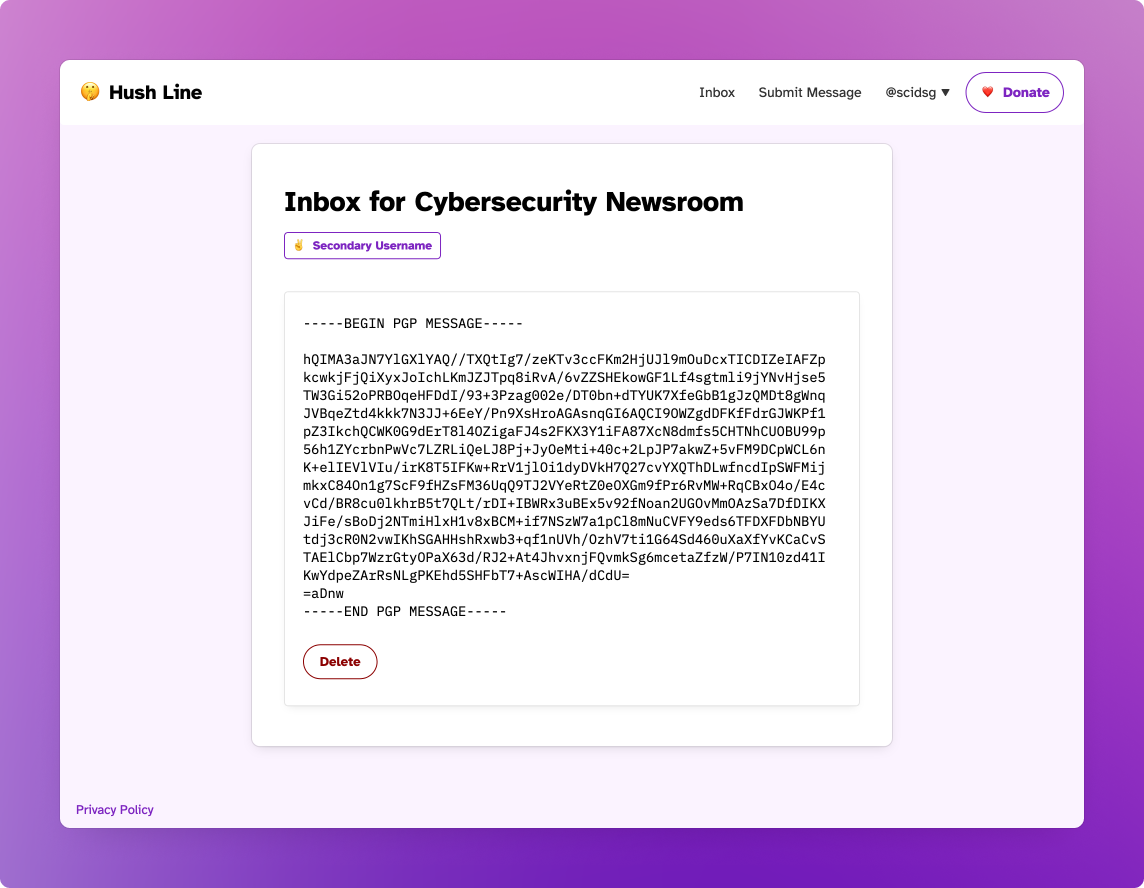 Hush Line
Inbox
Submit Message
@scidsg ▼
Donate
Inbox for Cybersecurity Newsroom
Secondary Username
-----BEGIN PGP MESSAGE-----
hQIMA3aJN7YlGXlYAQ//TXQtIg7/zeKTv3ccFKm2HjUJl9mOuDcxTICDIZeIAFZp
kcwkjFjQiXyxJoIchLKmJZJTpq8iRvA/6vZZSHEkowGF1Lf4sgtmli9jYNvHjse5
TW3Gi52oPRBOqeHFDdI/93+3Pzag002e/DT0bn+dTYUK7XfeGbB1gJzQMDt8gWnq
JVBqeZtd4kkk7N3JJ+6EeY/Pn9XsHroAGAsnqGI6AQCI9OWZgdDFKfFdrGJWKPf1
pZ3IkchQCWK0G9dErT8l4OZigaFJ4s2FKX3Y1iFA87XcN8dmfs5CHTNhCUOBU99p
56h1ZYcrbnPwVc7LZRLiQeLJ8Pj+JyOeMti+40c+2LpJP7akwZ+5vFM9DCpWCL6n
K+elIEVlVIu/irK8T5IFKw+RrV1jlOi1dyDVkH7Q27cvYXQThDLwfncdIpSWFMij
mkxC84On1g7ScF9fHZsFM36UqQ9TJ2VYeRtZ0eOXGm9fPr6RvMW+RqCBxO4o/E4c
vCd/BR8cu0lkhrB5t7QLt/rDI+IBWRx3uBEx5v92fNoan2UGOvMmOAzSa7DfDIKX
JiFe/sBoDj2NTmiHlxH1v8xBCM+if7NSzW7a1pCl8mNuCVFY9eds6TFDXFDbNBYU
tdj3cR0N2vwIKhSGAHHshRxwb3+qf1nUVh/OzhV7ti1G64Sd460uXaXfYvKCaCvS
TAElCbp7WzrGtyOPaX63d/RJ2+At4JhvxnjFQvmkSg6mcetaZfzW/P7IN10zd41I
KwYdpeZArRsNLgPKEhd5SHFbT7+AscWIHA/dCdU=
=aDnw
-----END PGP MESSAGE-----
Delete
Privacy Policy